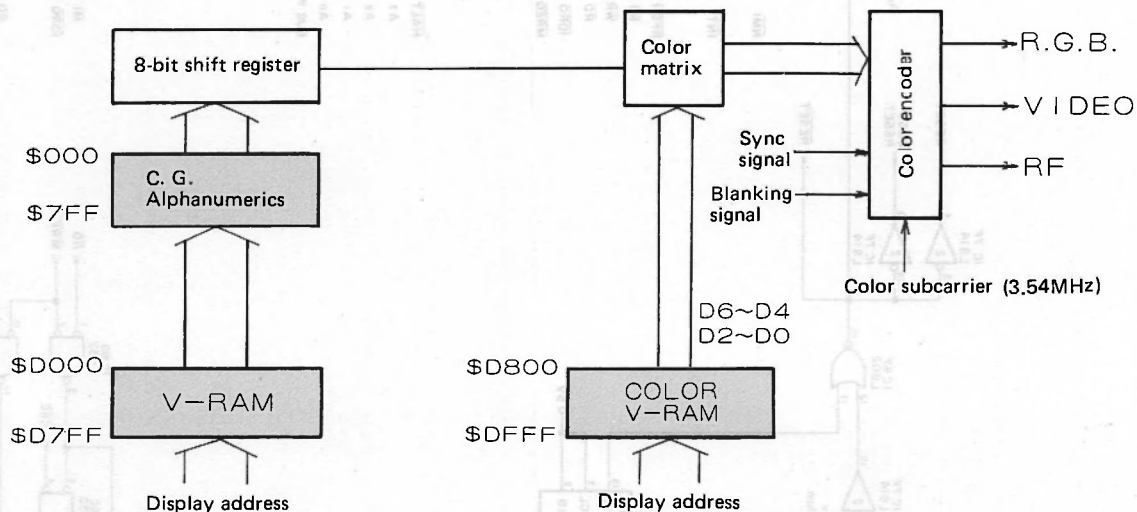 8-bit shift register
Color
matrix
Color encoder
R.G.B.
VIDEO
RF
Sync
signal
Blanking
signal
Color subcarrier (3.54MHz)
$000
$7FF
C. G.
Alphanumerics
D6~D4
D2~D0
$D000
$D7FF
V-RAM
$D800
$DFFF
COLOR
V-RAM
Display address
Display address